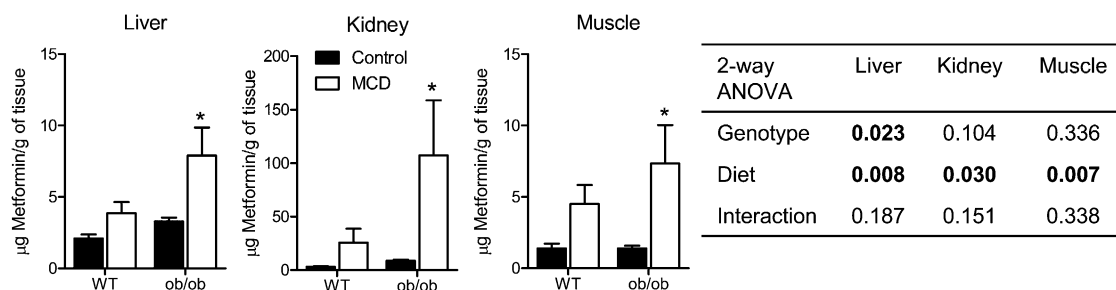 Liver
μg Metformin/g of tissue
15
10
5
0
*
WT
ob/ob
Kidney
μg Metformin/g of tissue
200
150
100
50
0
Control
MCD
*
WT
ob/ob
Muscle
μg Metformin/g of tissue
15
10
5
0
*
WT
ob/ob
2-way Liver Kidney Muscle
ANOVA
Genotype 0.023 0.104 0.336
Diet 0.008 0.030 0.007
Interaction 0.187 0.151 0.338